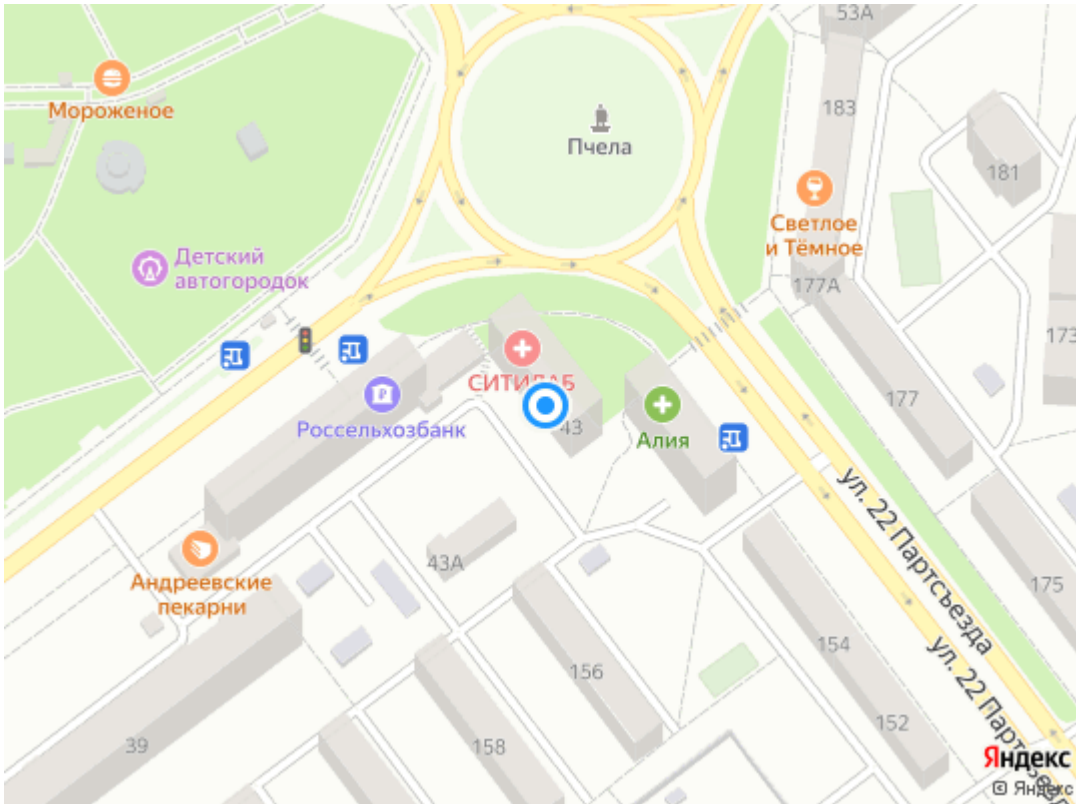 53А
Мороженое
183
Пчела
181
Светлое
и Тёмное
Детский
автогородок
177А
173
СИТИЛАБ
177
Россельхозбанк
43
Алия
ул. 22 Партсъезда
43А
Андреевские
пекарни
175
154
ул. 22 Партсъезда
156
152
39
158
Яндекс
© Яндекс